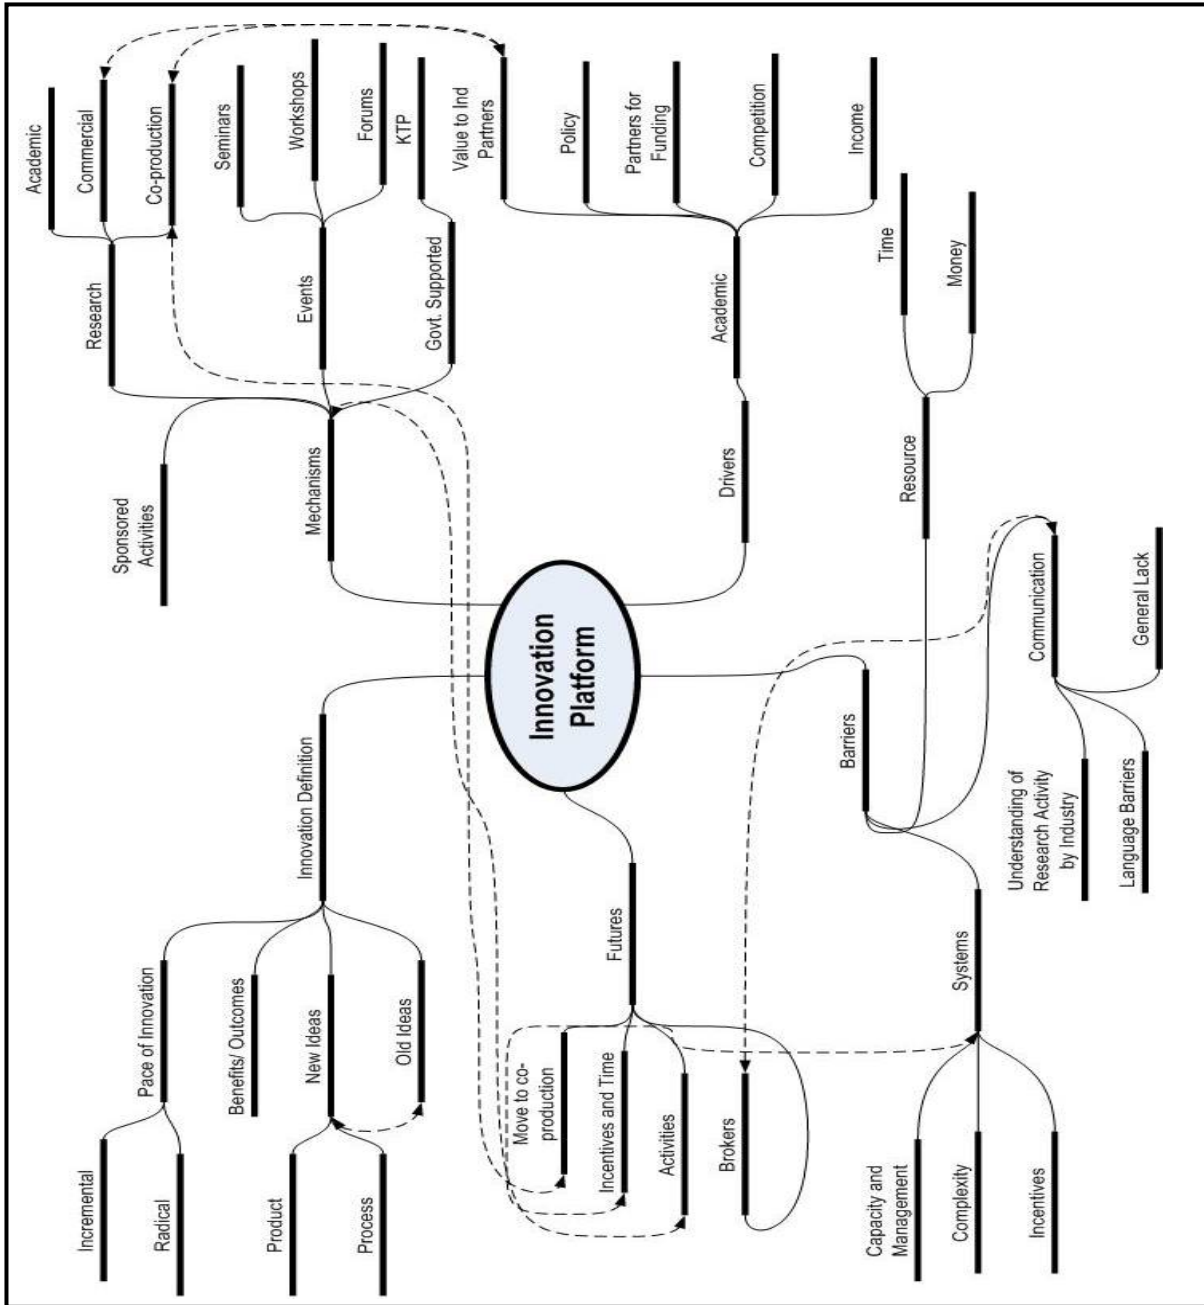 Innovation
Platform
Innovation Definition
Pace of Innovation
Incremental
Radical
Benefits/ Outcomes
New Ideas
Product
Process
Old Ideas
Mechanisms
Sponsored
Activities
Research
Academic
Commercial
Co-production
Events
Seminars
Workshops
Forums
Govt. Supported
KTP
Drivers
Academic
Value to Ind
Partners
Policy
Partners for
Funding
Competition
Income
Barriers
Resource
Time
Money
Communication
Understanding of
Research Activity
by Industry
Language Barriers
General Lack
Systems
Capacity and
Management
Complexity
Incentives
Futures
Move to co-
production
Incentives and Time
Activities
Brokers